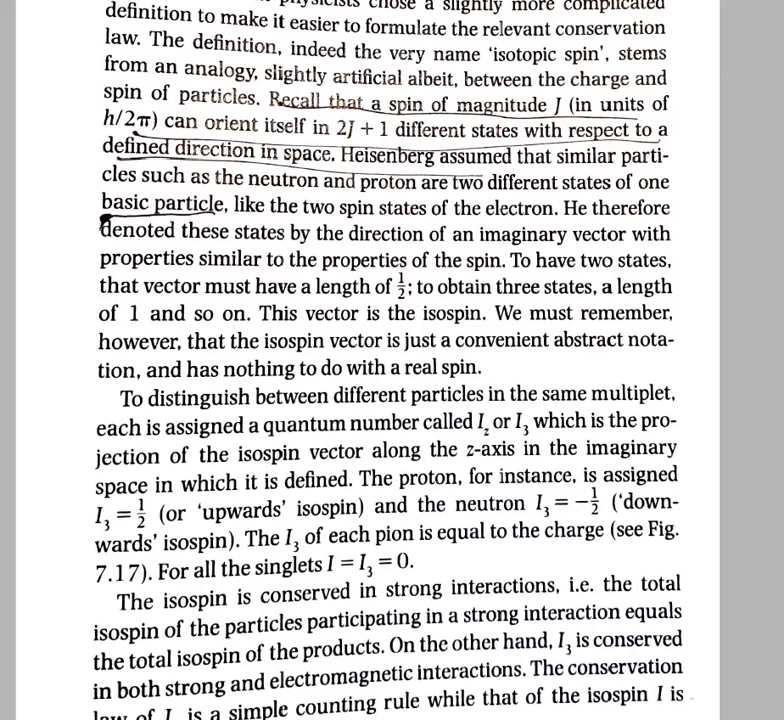 physicists chose a slightly more complicated
definition to make it easier to formulate the relevant conservation
law. The definition, indeed the very name ‘isotopic spin’, stems
from an analogy, slightly artificial albeit, between the charge and
spin of particles. Recall that a spin of magnitude J (in units of
h/2π) can orient itself in 2J + 1 different states with respect to a
defined direction in space. Heisenberg assumed that similar parti-
cles such as the neutron and proton are two different states of one
basic particle, like the two spin states of the electron. He therefore
denoted these states by the direction of an imaginary vector with
properties similar to the properties of the spin. To have two states,
that vector must have a length of ½; to obtain three states, a length
of 1 and so on. This vector is the isospin. We must remember,
however, that the isospin vector is just a convenient abstract nota-
tion, and has nothing to do with a real spin.
To distinguish between different particles in the same multiplet,
each is assigned a quantum number called I_z or I₃ which is the pro-
jection of the isospin vector along the z-axis in the imaginary
space in which it is defined. The proton, for instance, is assigned
I₃ = ½ (or ‘upwards’ isospin) and the neutron I₃ = −½ (‘down-
wards’ isospin). The I₃ of each pion is equal to the charge (see Fig.
7.17). For all the singlets I = I₃ = 0.
The isospin is conserved in strong interactions, i.e. the total
isospin of the particles participating in a strong interaction equals
the total isospin of the products. On the other hand, I₃ is conserved
in both strong and electromagnetic interactions. The conservation
law of I₃ is a simple counting rule while that of the isospin I is